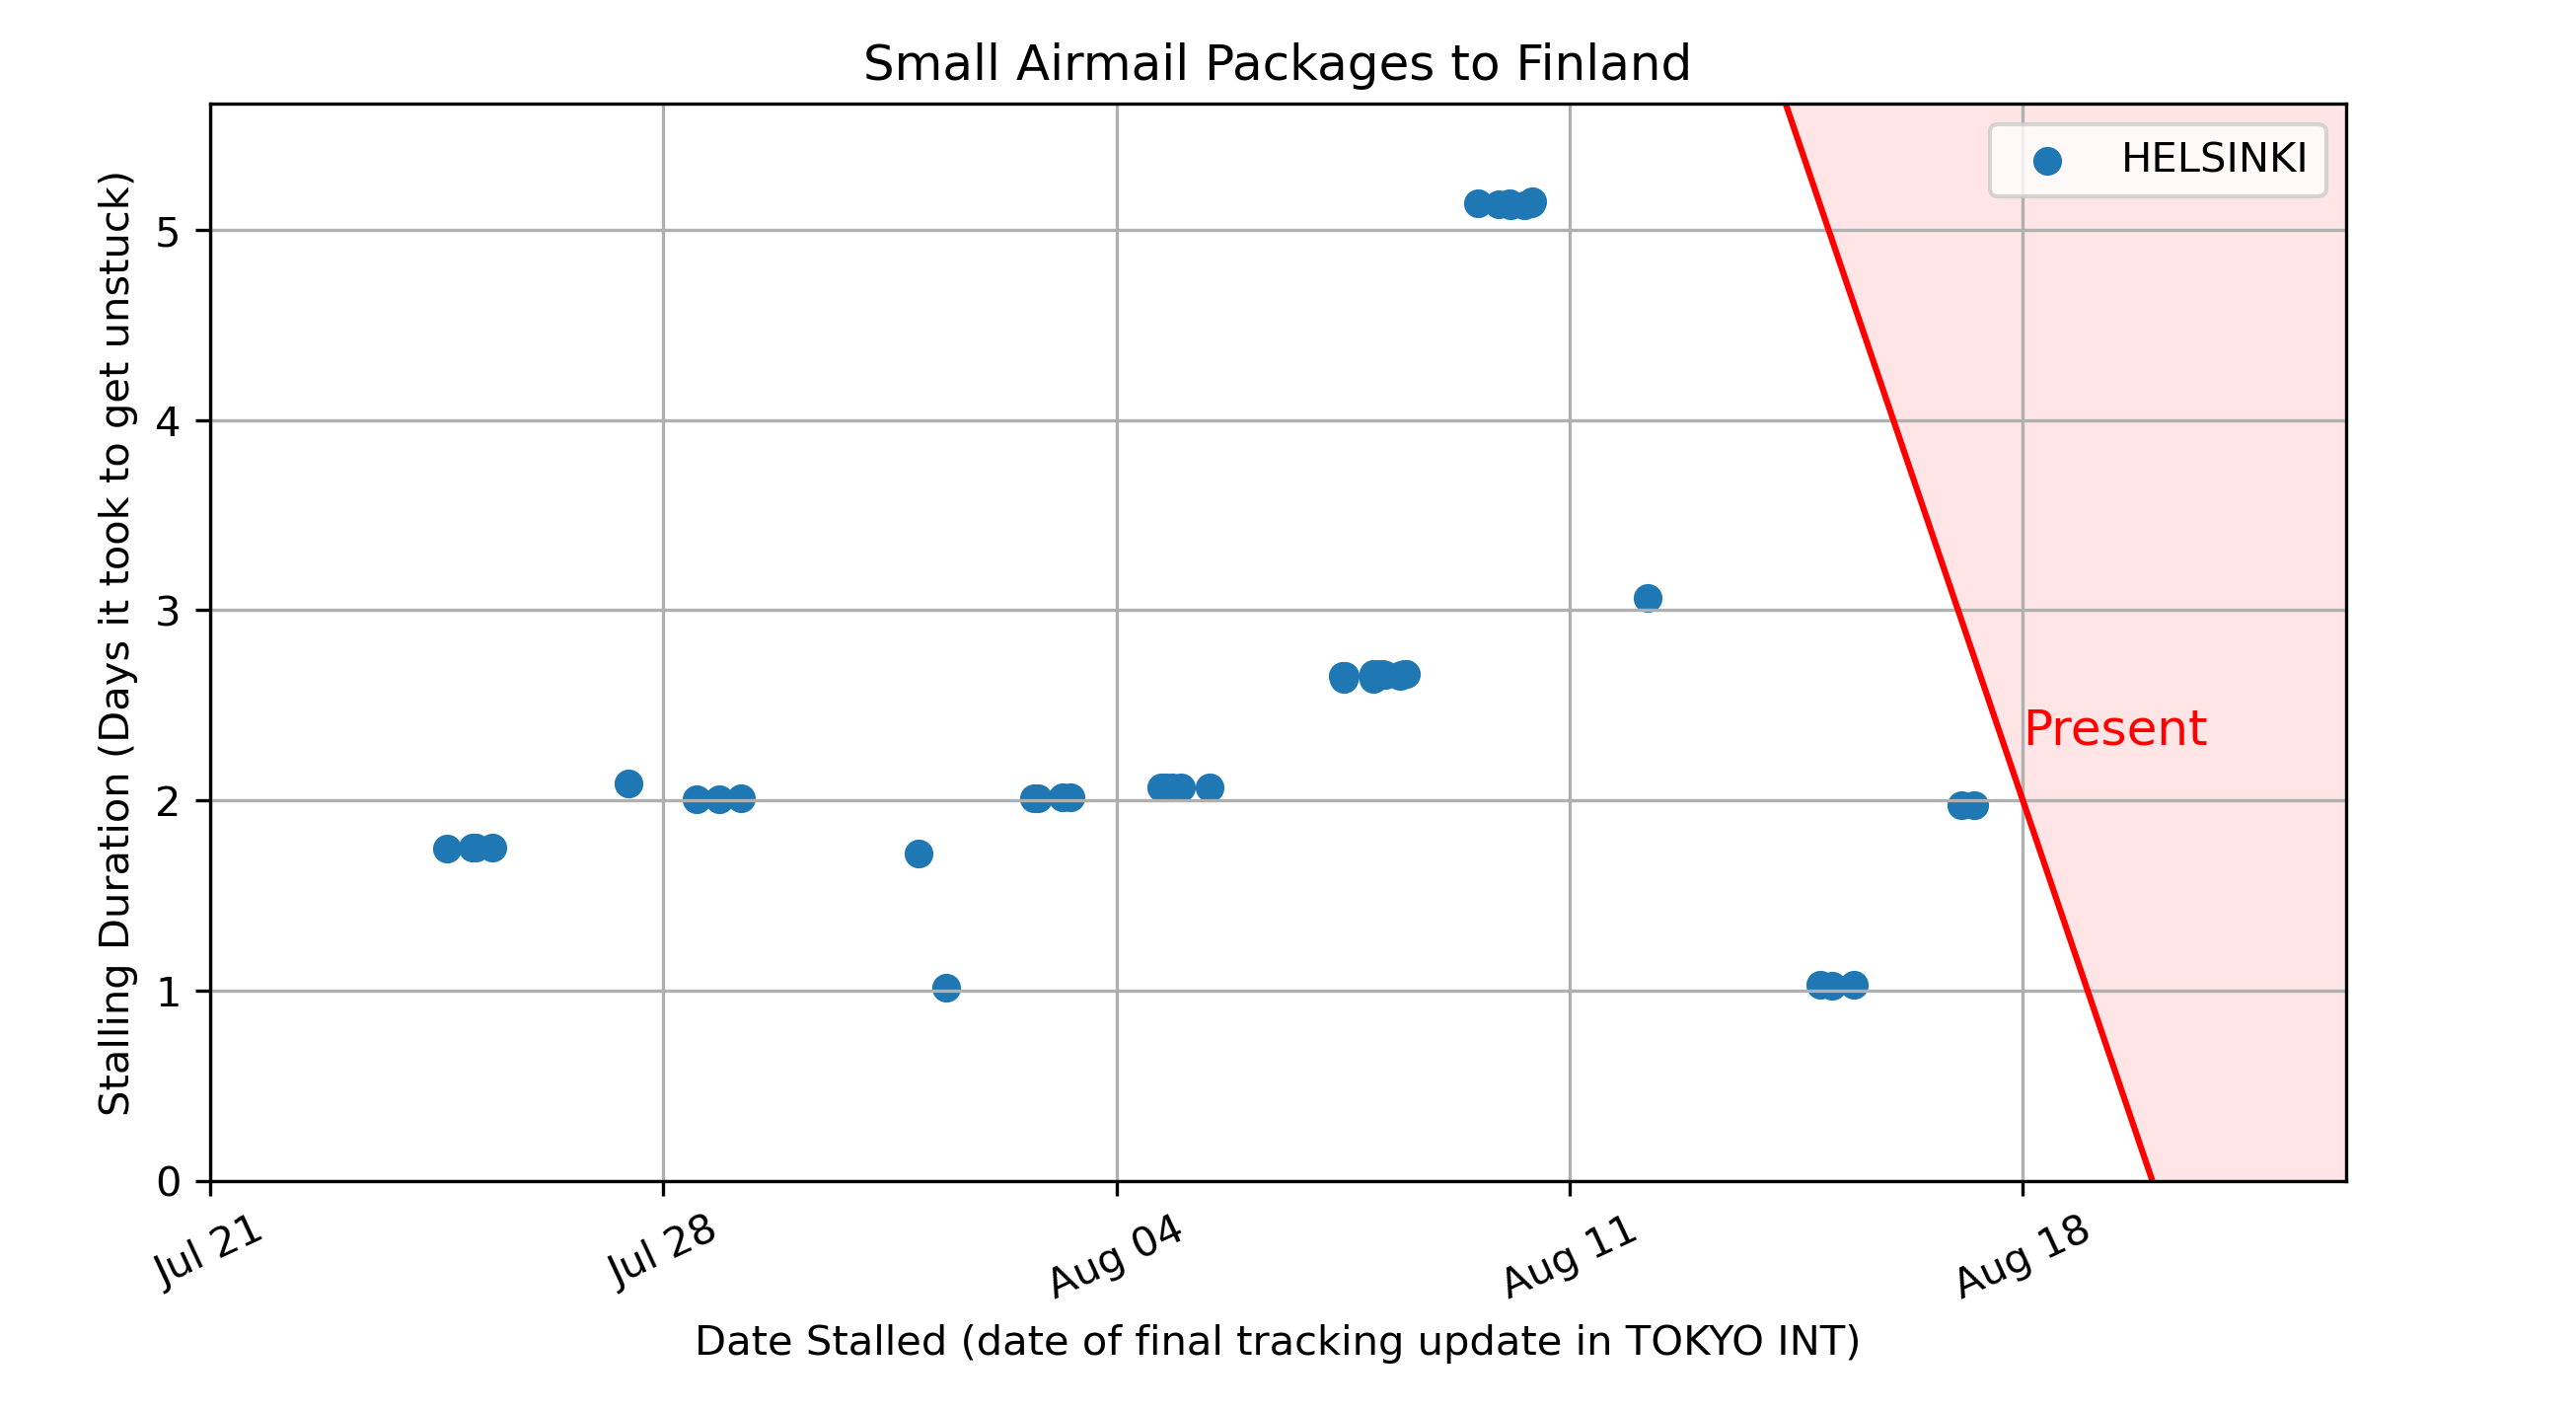 Small Airmail Packages to Finland
HELSINKI
Stalling Duration (Days it took to get unstuck)
5
4
3
2
1
0
Present
Jul 21
Jul 28
Aug 04
Aug 11
Aug 18
Date Stalled (date of final tracking update in TOKYO INT)